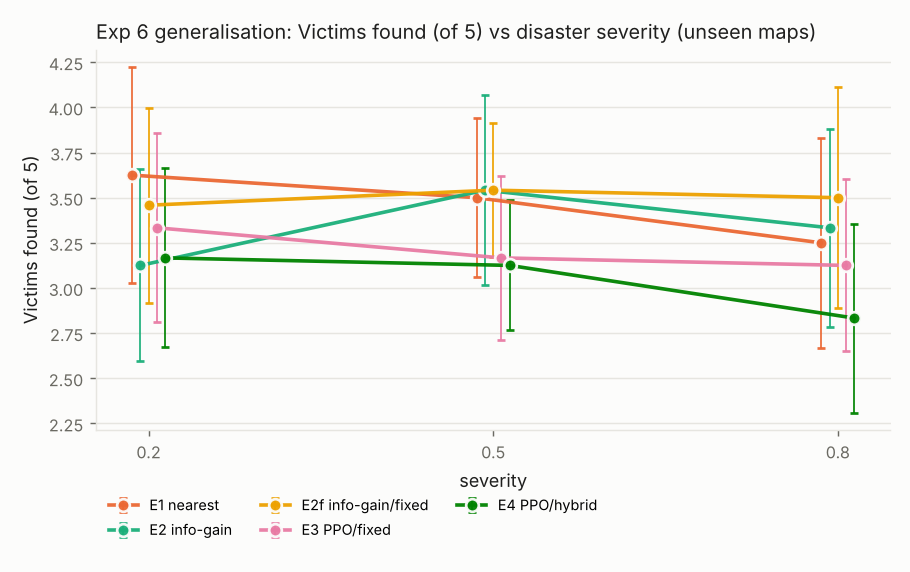 Exp 6 generalisation: Victims found (of 5) vs disaster severity (unseen maps)
Victims found (of 5)
4.25
4.00
3.75
3.50
3.25
3.00
2.75
2.50
2.25
0.2
0.5
0.8
severity
E1 nearest
E2f info-gain/fixed
E4 PPO/hybrid
E2 info-gain
E3 PPO/fixed